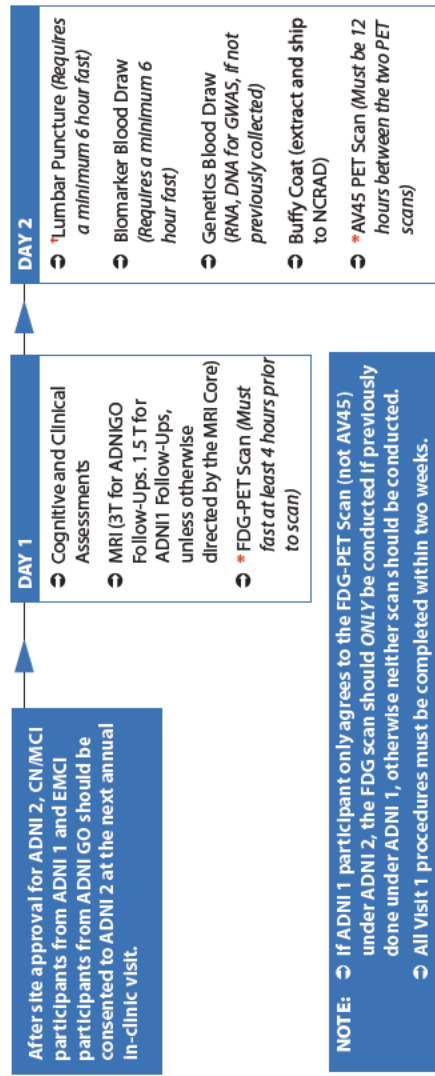 After site approval for ADNI 2, CN/MCI
participants from ADNI 1 and EMCI
participants from ADNI GO should be
consented to ADNI 2 at the next annual
in-clinic visit.
DAY 1
➲ Cognitive and Clinical
Assessments
➲ MRI (3T for ADNIGO
Follow-Ups. 1.5 T for
ADNI1 Follow-Ups,
unless otherwise
directed by the MRI Core)
➲ * FDG-PET Scan (Must
fast at least 4 hours prior
to scan)
DAY 2
➲ †Lumbar Puncture (Requires
a minimum 6 hour fast)
➲ Biomarker Blood Draw
(Requires a minimum 6
hour fast)
➲ Genetics Blood Draw
(RNA, DNA for GWAS, if not
previously collected)
➲ Buffy Coat (extract and ship
to NCRAD)
➲ *AV45 PET Scan (Must be 12
hours between the two PET
scans)
NOTE: ➲ If ADNI 1 participant only agrees to the FDG-PET Scan (not AV45)
under ADNI 2, the FDG scan should ONLY be conducted if previously
done under ADNI 1, otherwise neither scan should be conducted.
➲ All Visit 1 procedures must be completed within two weeks.